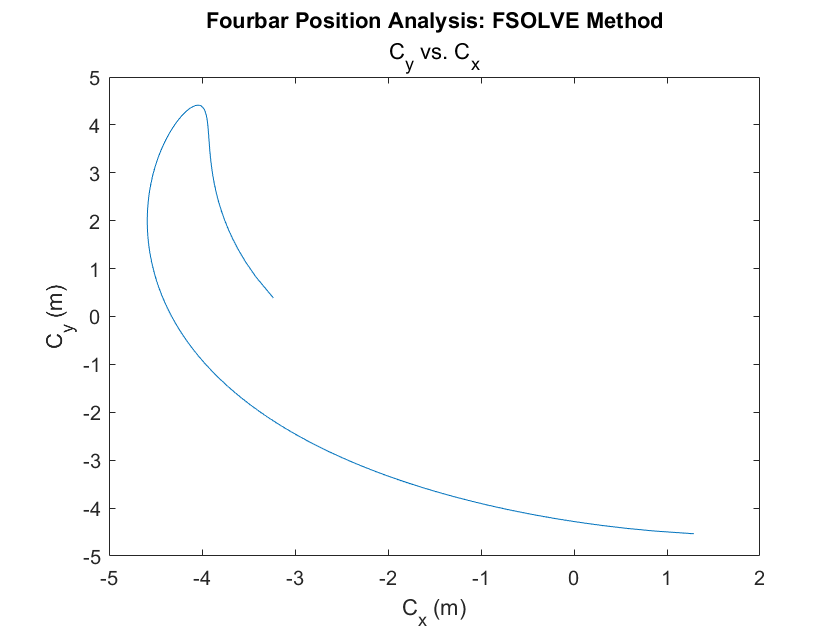 Fourbar Position Analysis: FSOLVE Method
C_y vs. C_x
5
4
3
2
1
0
-1
-2
-3
-4
-5
C_y (m)
-5 -4 -3 -2 -1 0 1 2
C_x (m)